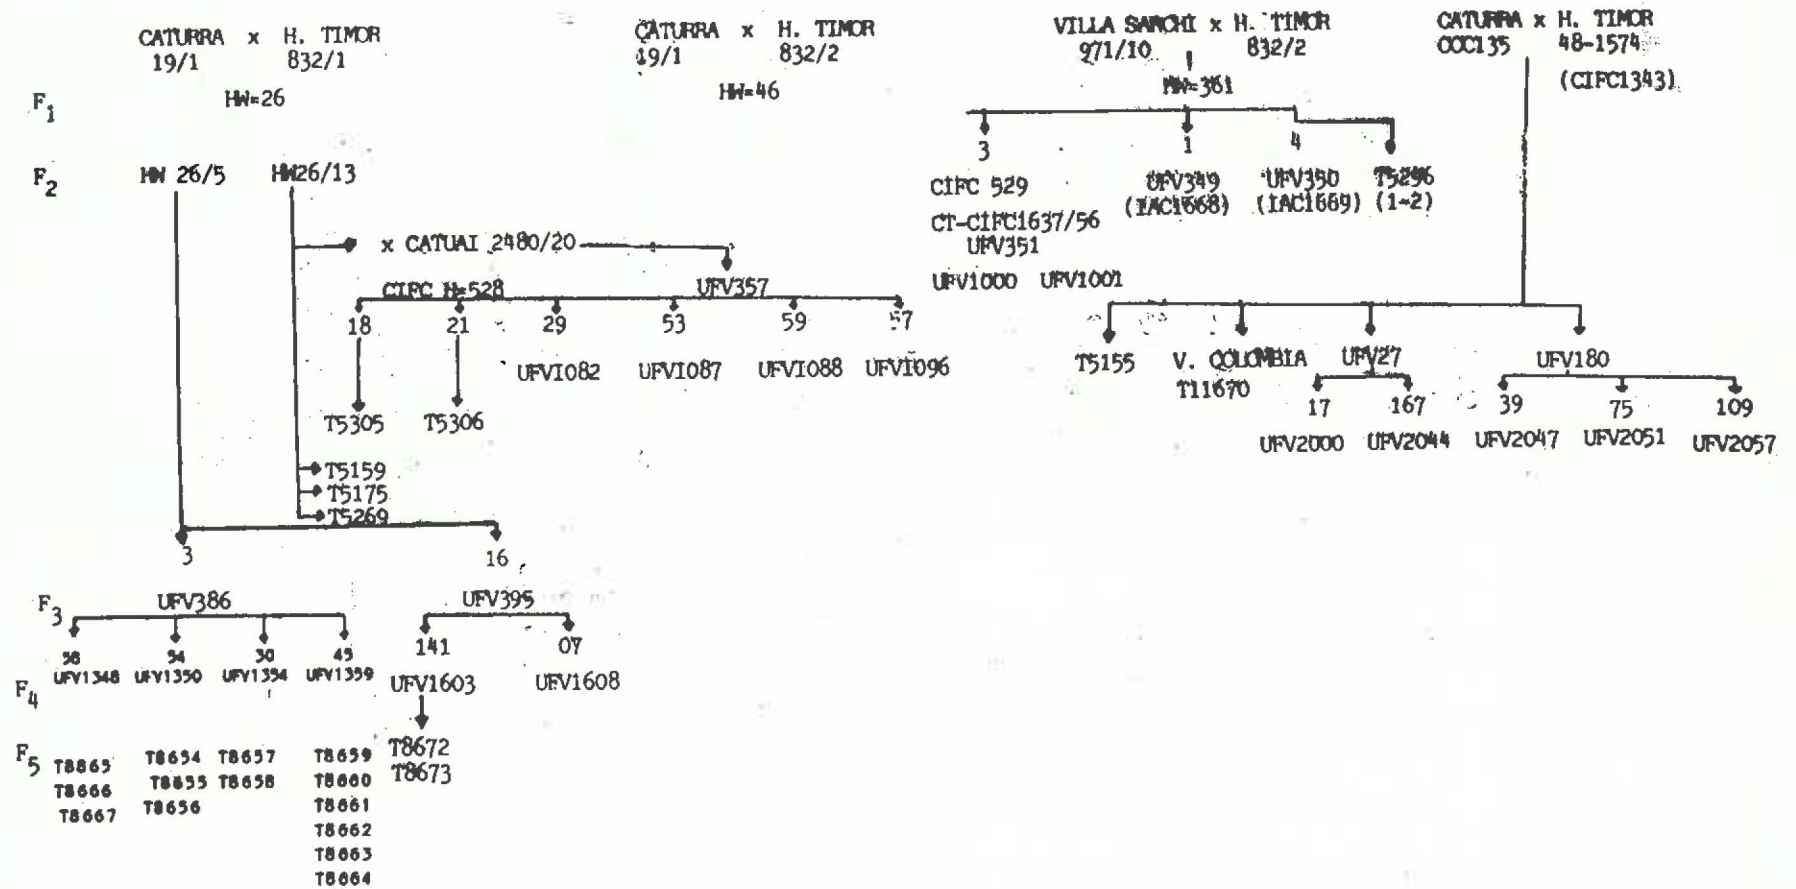 CATURRA x H. TIMOR
19/1 832/1
HW=26
CATURRA x H. TIMOR
19/1 832/2
HW=46
VILLA SARCHI x H. TIMOR
971/10 832/2
HW=361
CATURRA x H. TIMOR
CCC135 48-1574
(CIFC1343)
F1
F2
HW 26/5 HW26/13
3 1 4
CIFC 529
CT-CIFC1637/56
UFV351
UFV1000 UFV1001
UFV349
(IAC1668)
UFV350
(IAC1669)
T5296
(1-2)
x CATUAI 2480/20
CIFC H=528
UFV357
18 21 29 53 59 57
UFV1082 UFV1087 UFV1088 UFV1096
T5305 T5306
T5155 V. COLOMBIA UFV27 UFV180
T11670
17 167 39 75 109
UFV2000 UFV2044 UFV2047 UFV2051 UFV2057
T5159
T5175
T5269
3 16
F3
UFV386 UFV395
54 30 45 141 07
UFV1348 UFV1350 UFV1354 UFV1359 UFV1603 UFV1608
F4
F5
T8865 T8654 T8657 T8659 T8672
T8666 T8655 T8658 T8660 T8673
T8667 T8656 T8661
T8662
T8663
T8664